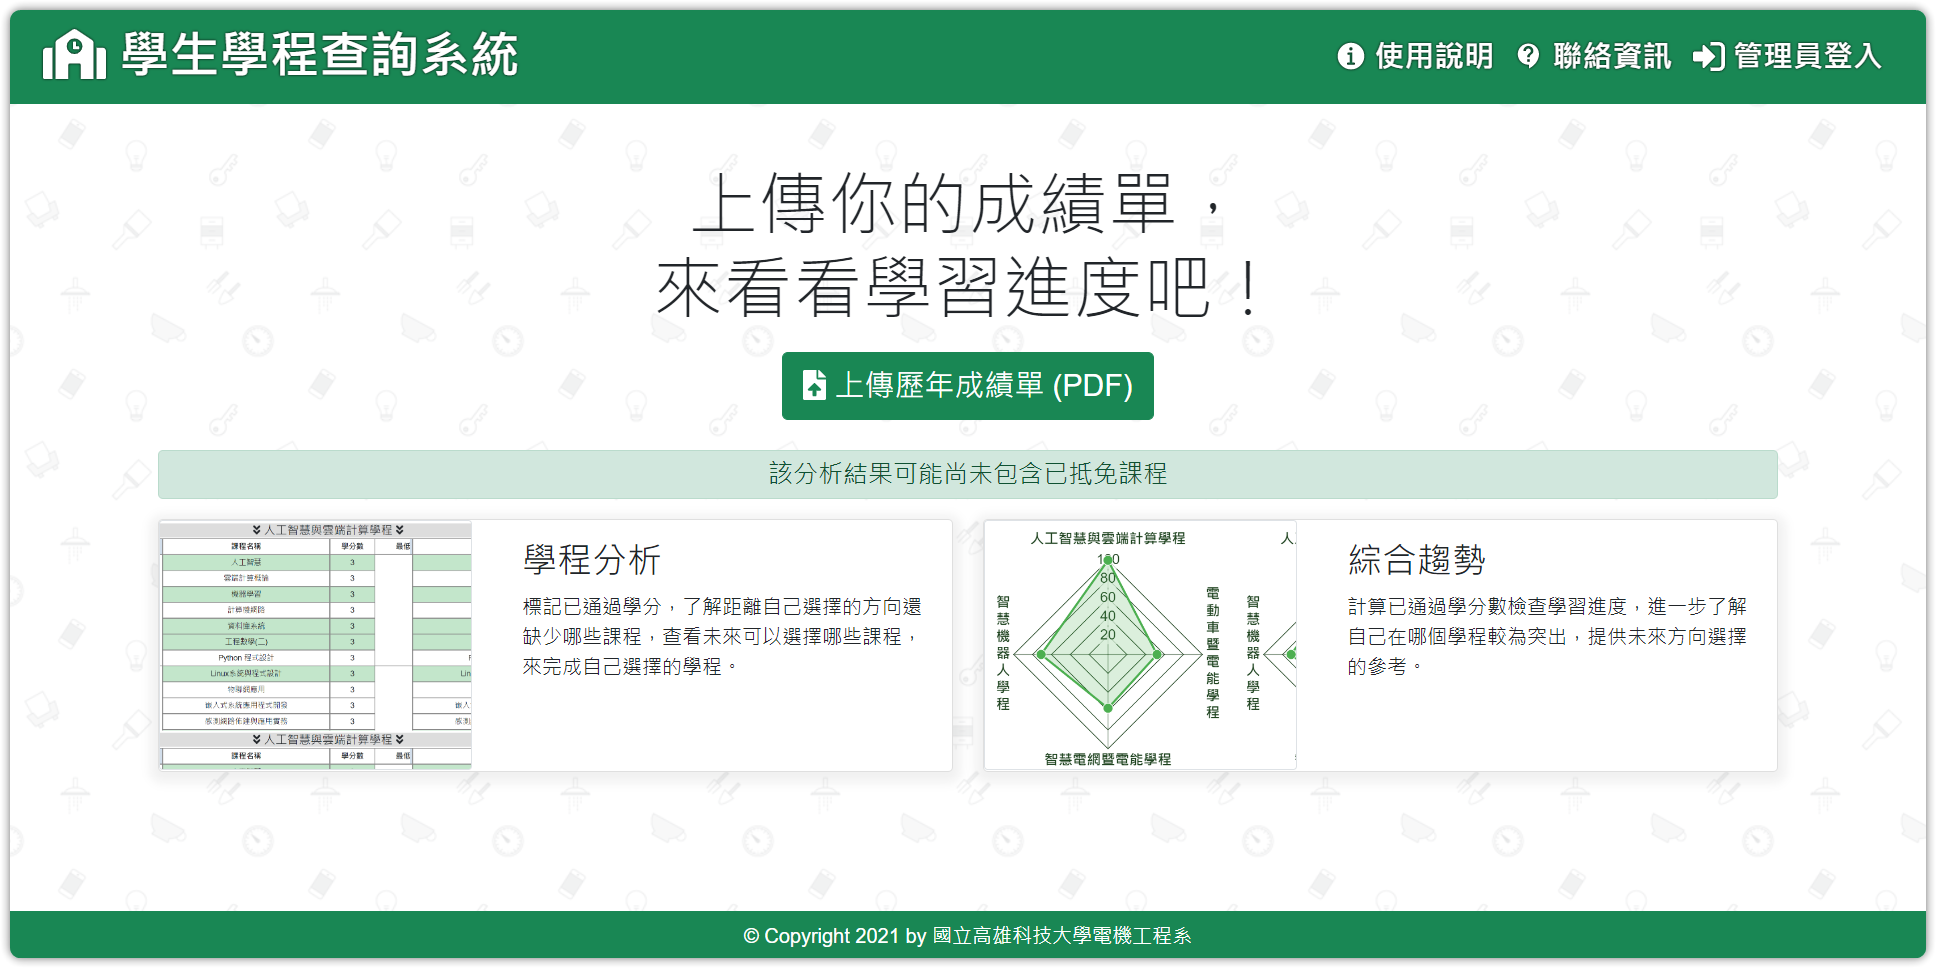 學生學程查詢系統
使用說明
聯絡資訊
管理員登入
上傳你的成績單，
來看看學習進度吧！
上傳歷年成績單 (PDF)
該分析結果可能尚未包含已抵免課程
人工智慧與雲端計算學程
課程名稱 學分數 最低
人工智慧 3
雲端計算概論 3
機器學習 3
計算機網路 3
資料庫系統 3
工程數學(二) 3
Python 程式設計 3
Linux系統與程式設計 3 Lin
物聯網應用 3
嵌入式系統應用程式開發 3 嵌入
感測網路佈建與應用實務 3
人工智慧與雲端計算學程
課程名稱 學分數 最低
學程分析
標記已通過學分，了解距離自己選擇的方向還
缺少哪些課程，查看未來可以選擇哪些課程，
來完成自己選擇的學程。
人工智慧與雲端計算學程
100
80
60
40
20
智慧機器人學程
電動車暨電能學程
智慧電網暨電能學程
人
智慧機器人學程
綜合趨勢
計算已通過學分數檢查學習進度，進一步了解
自己在哪個學程較為突出，提供未來方向選擇
的參考。
© Copyright 2021 by 國立高雄科技大學電機工程系